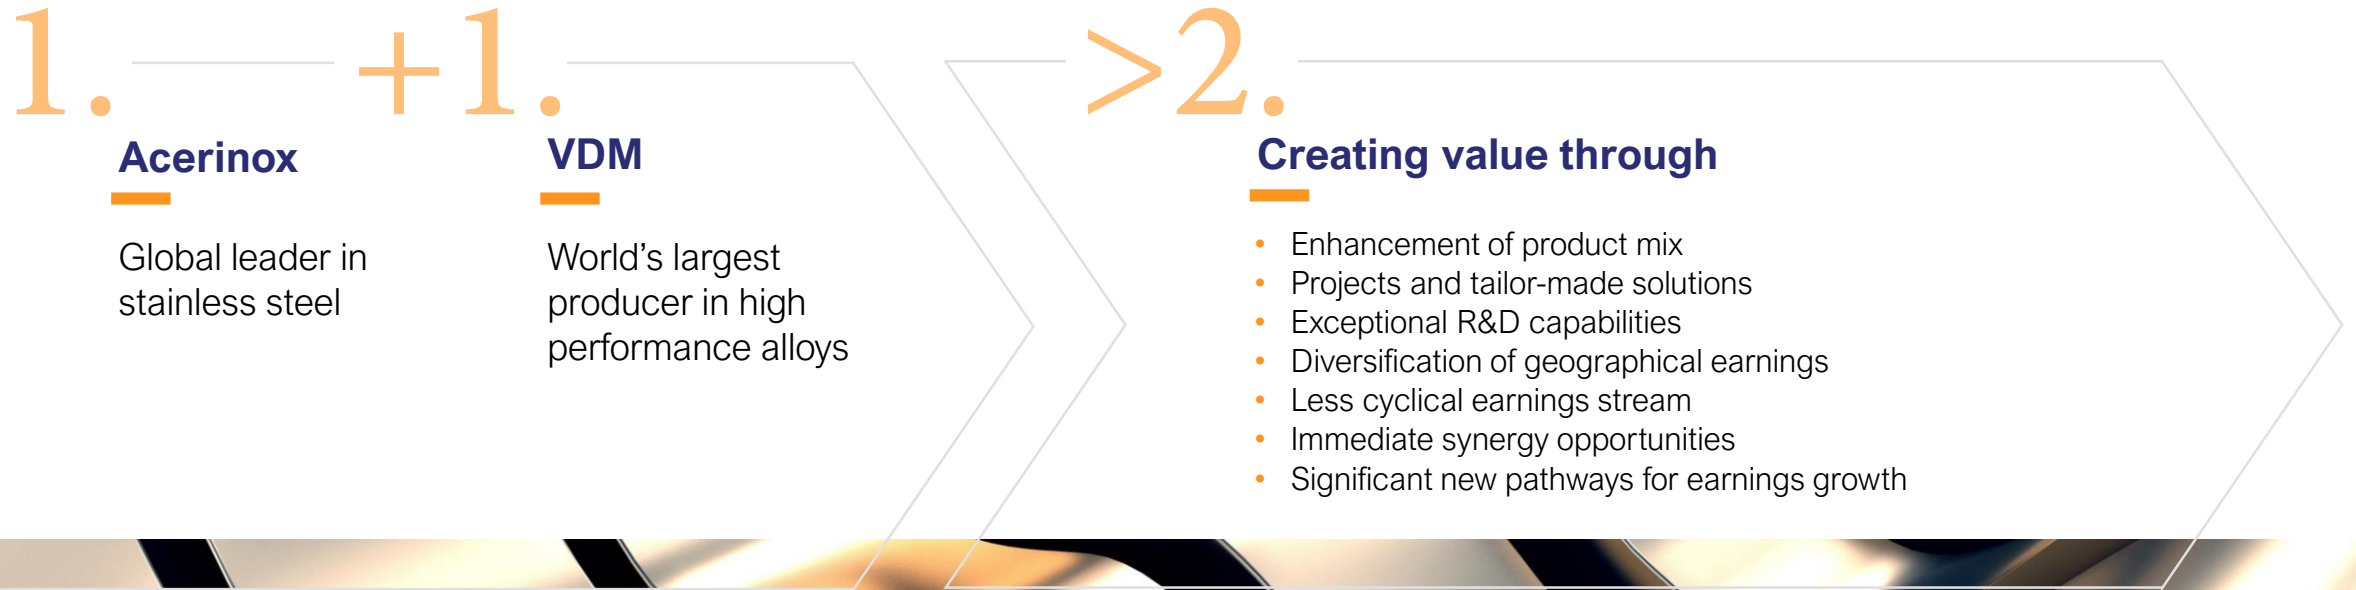 1. +1. >2.
Acerinox
Global leader in
stainless steel
VDM
World's largest
producer in high
performance alloys
Creating value through
• Enhancement of product mix
• Projects and tailor-made solutions
• Exceptional R&D capabilities
• Diversification of geographical earnings
• Less cyclical earnings stream
• Immediate synergy opportunities
• Significant new pathways for earnings growth